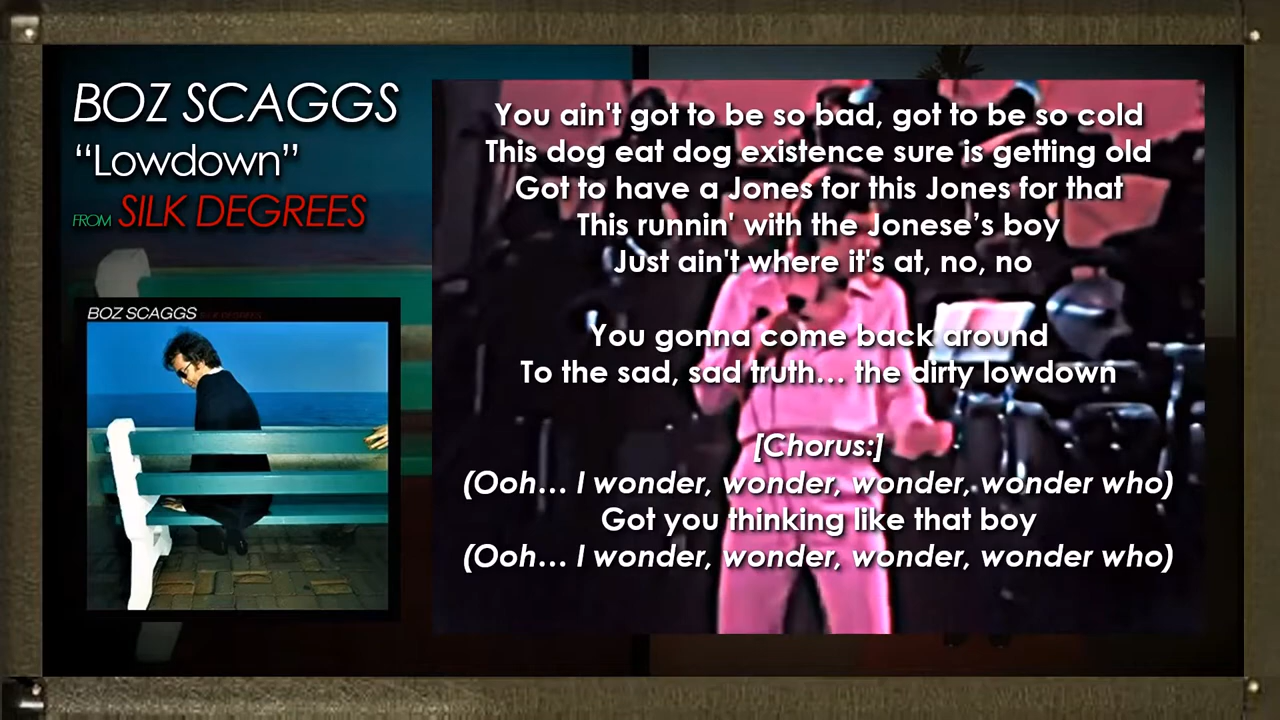 BOZ SCAGGS
“Lowdown”
FROM SILK DEGREES
BOZ SCAGGS SILK DEGREES
You ain't got to be so bad, got to be so cold
This dog eat dog existence sure is getting old
Got to have a Jones for this Jones for that
This runnin' with the Jonese’s boy
Just ain't where it's at, no, no
You gonna come back around
To the sad, sad truth… the dirty lowdown
[Chorus:]
(Ooh… I wonder, wonder, wonder, wonder who)
Got you thinking like that boy
(Ooh… I wonder, wonder, wonder, wonder who)